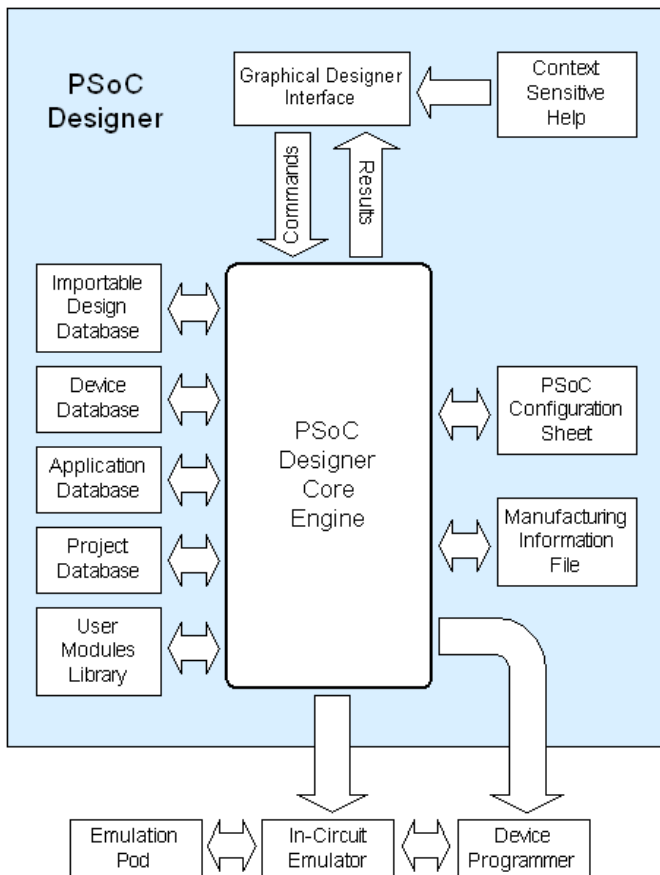 PSoC
Designer
Graphical Designer
Interface
Context
Sensitive
Help
Commands
Results
Importable
Design
Database
Device
Database
Application
Database
Project
Database
User
Modules
Library
PSoC
Designer
Core
Engine
PSoC
Configuration
Sheet
Manufacturing
Information
File
Emulation
Pod
In-Circuit
Emulator
Device
Programmer